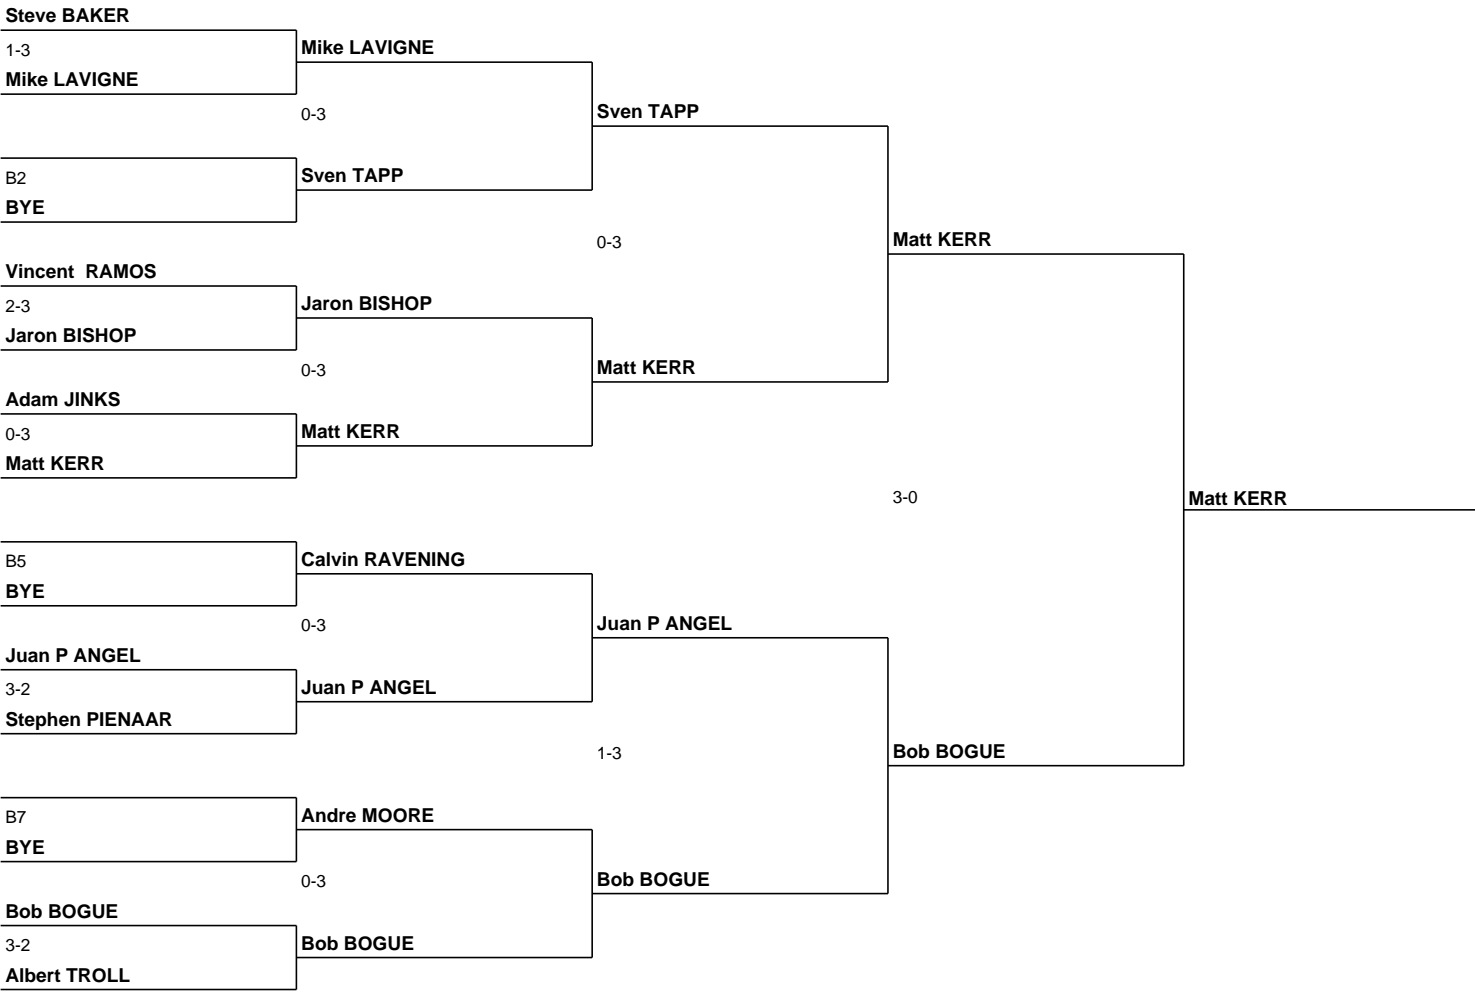 Steve BAKER
1-3
Mike LAVIGNE
Mike LAVIGNE
0-3
Sven TAPP
B2
BYE
Sven TAPP
0-3
Matt KERR
Vincent  RAMOS
2-3
Jaron BISHOP
Jaron BISHOP
0-3
Matt KERR
Adam JINKS
0-3
Matt KERR
Matt KERR
3-0
Matt KERR
B5
BYE
Calvin RAVENING
0-3
Juan P ANGEL
Juan P ANGEL
3-2
Stephen PIENAAR
Juan P ANGEL
1-3
Bob BOGUE
B7
BYE
Andre MOORE
0-3
Bob BOGUE
Bob BOGUE
3-2
Albert TROLL
Bob BOGUE